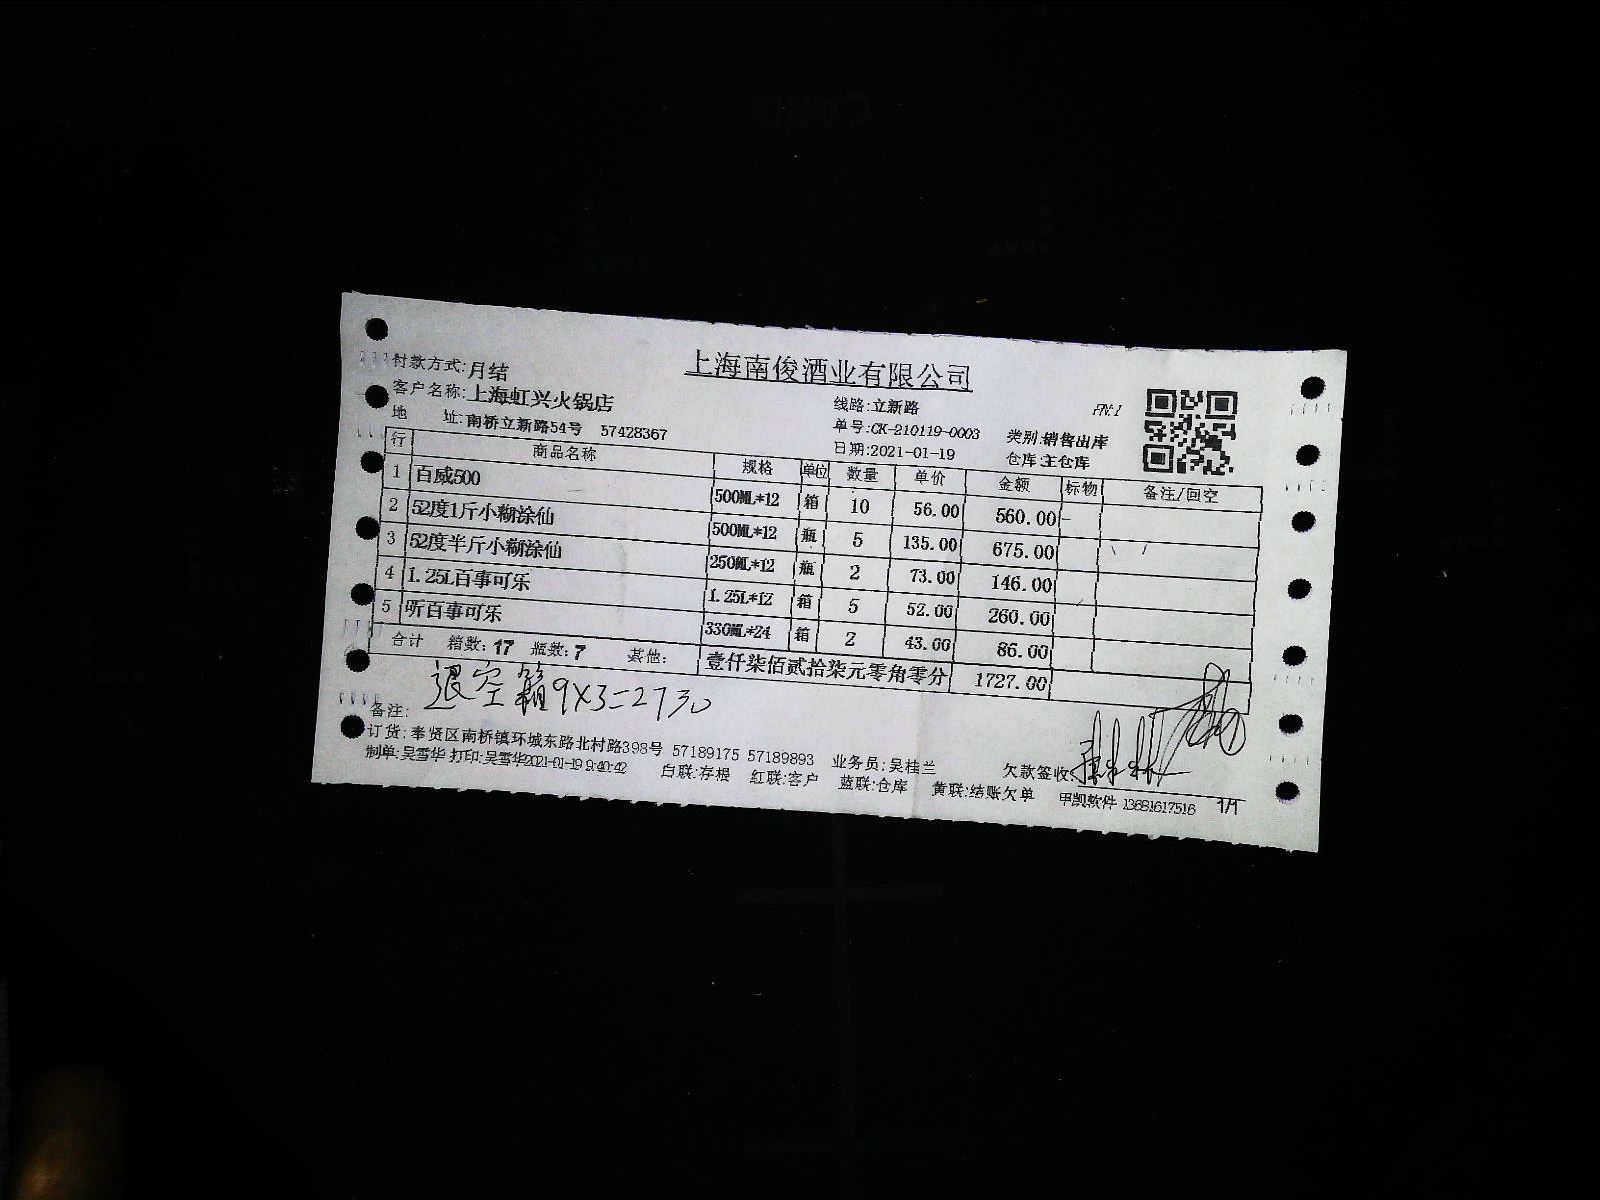 上海南俊酒业有限公司
付款方式:月结
客户名称:上海虹兴火锅店 线路:立新路 PN:1
地 址:南桥立新路54号 57428367 单号:CK-210119-0003 类别:销售出库
日期:2021-01-19 仓库:主仓库
行 商品名称 规格 单位 数量 单价 金额 标物 备注/回空
1 百威500 500ML*12 箱 10 56.00 560.00 -
2 52度1斤小糊涂仙 500ML*12 瓶 5 135.00 675.00
3 52度半斤小糊涂仙 250ML*12 瓶 2 73.00 146.00
4 1.25L百事可乐 1.25L*12 箱 5 52.00 260.00
5 听百事可乐 330ML*24 箱 2 43.00 86.00
合计 箱数:17 瓶数:7 其他: 壹仟柒佰贰拾柒元零角零分 1727.00
备注: 退空箱9X3=2730
订货:奉贤区南桥镇环城东路北村路398号 57189175 57189893 业务员:吴桂兰 欠款签收:
制单:吴雪华 打印:吴雪华2021-01-19 9:40:42 白联:存根 红联:客户 蓝联:仓库 黄联:结账欠单 甲凯软件 13681617516 1/1